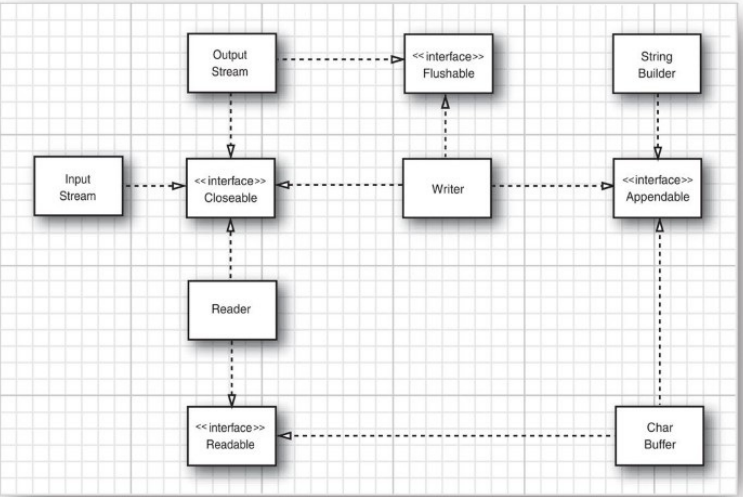 Output
Stream
<<interface>>
Flushable
String
Builder
Input
Stream
<<interface>>
Closeable
Writer
<<interface>>
Appendable
Reader
<<interface>>
Readable
Char
Buffer